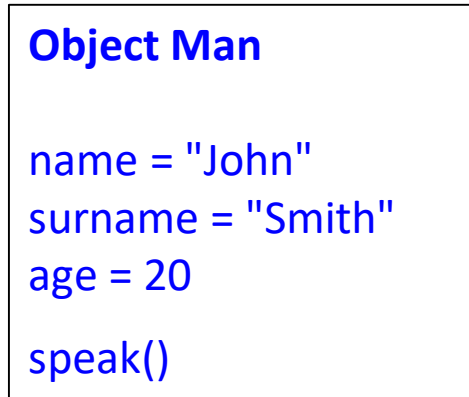 Object Man
name = "John"
surname = "Smith"
age = 20
speak()